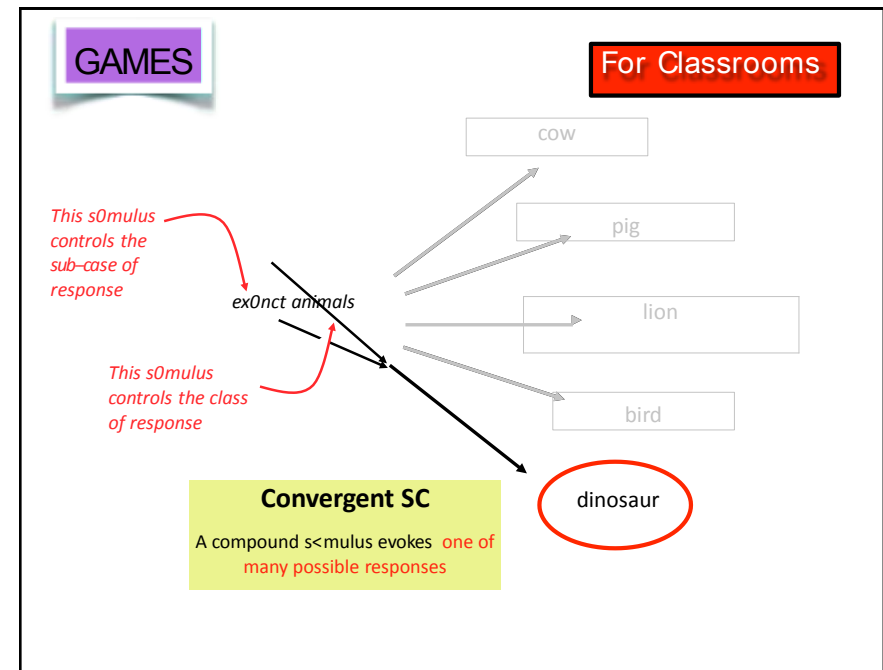 GAMES
For Classrooms
cow
This s0mulus
controls the
sub-case of
response
pig
ex0nct animals
lion
This s0mulus
controls the class
of response
bird
Convergent SC
A compound s<mulus evokes one of
many possible responses
dinosaur